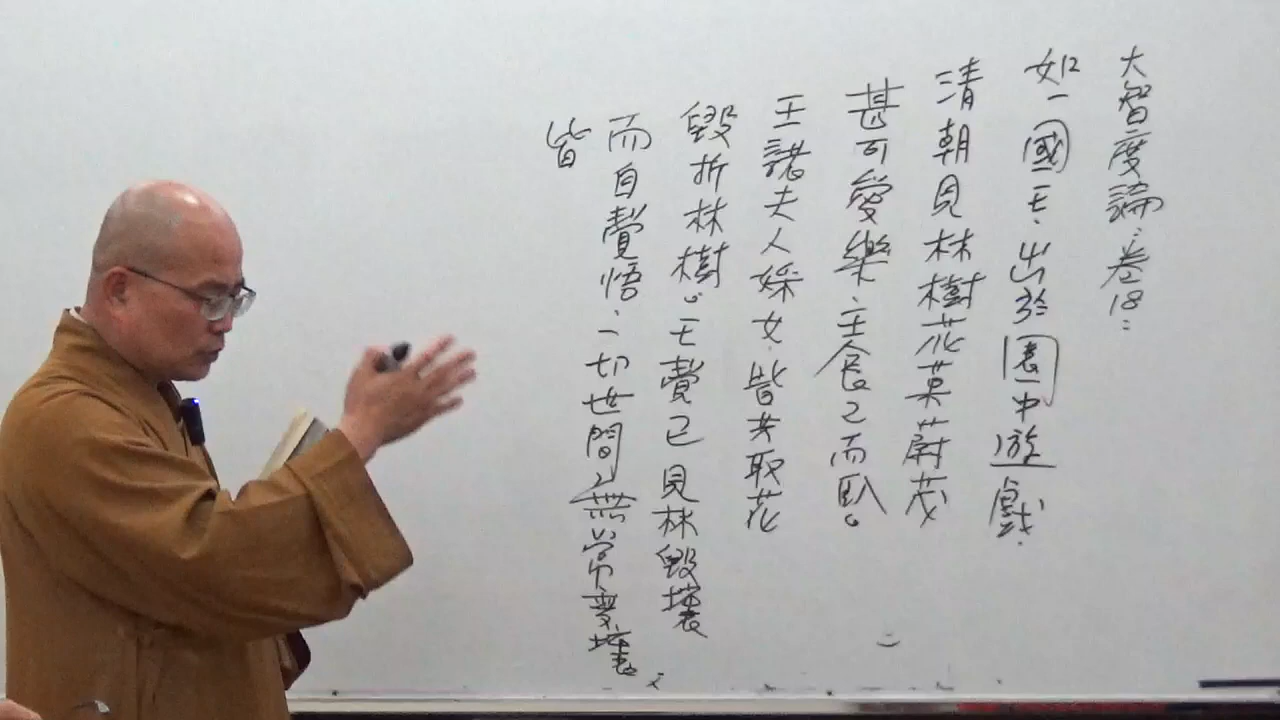 大智度論：卷18：
如一國王，出於園中遊戲，
清朝見林樹花菓蔚茂
甚可愛樂，王食已而臥。
王諸夫人婇女，皆共取花
毀折林樹。王覺已見林毀壞
而自覺悟，一切世間無常變壞
皆